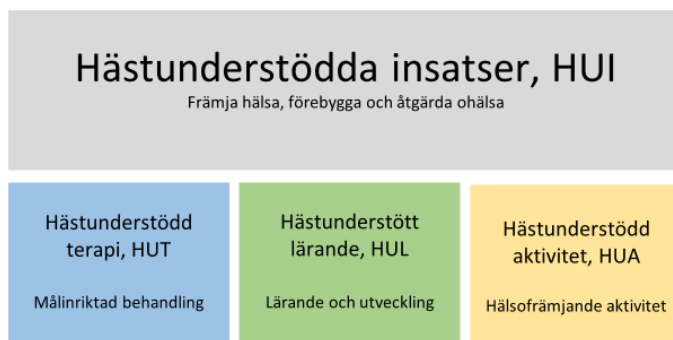 Hästunderstödda insatser, HUI
Främja hälsa, förebygga och åtgärda ohälsa
Hästunderstödd
terapi, HUT
Målinriktad behandling
Hästunderstött
lärande, HUL
Lärande och utveckling
Hästunderstödd
aktivitet, HUA
Hälsofrämjande aktivitet